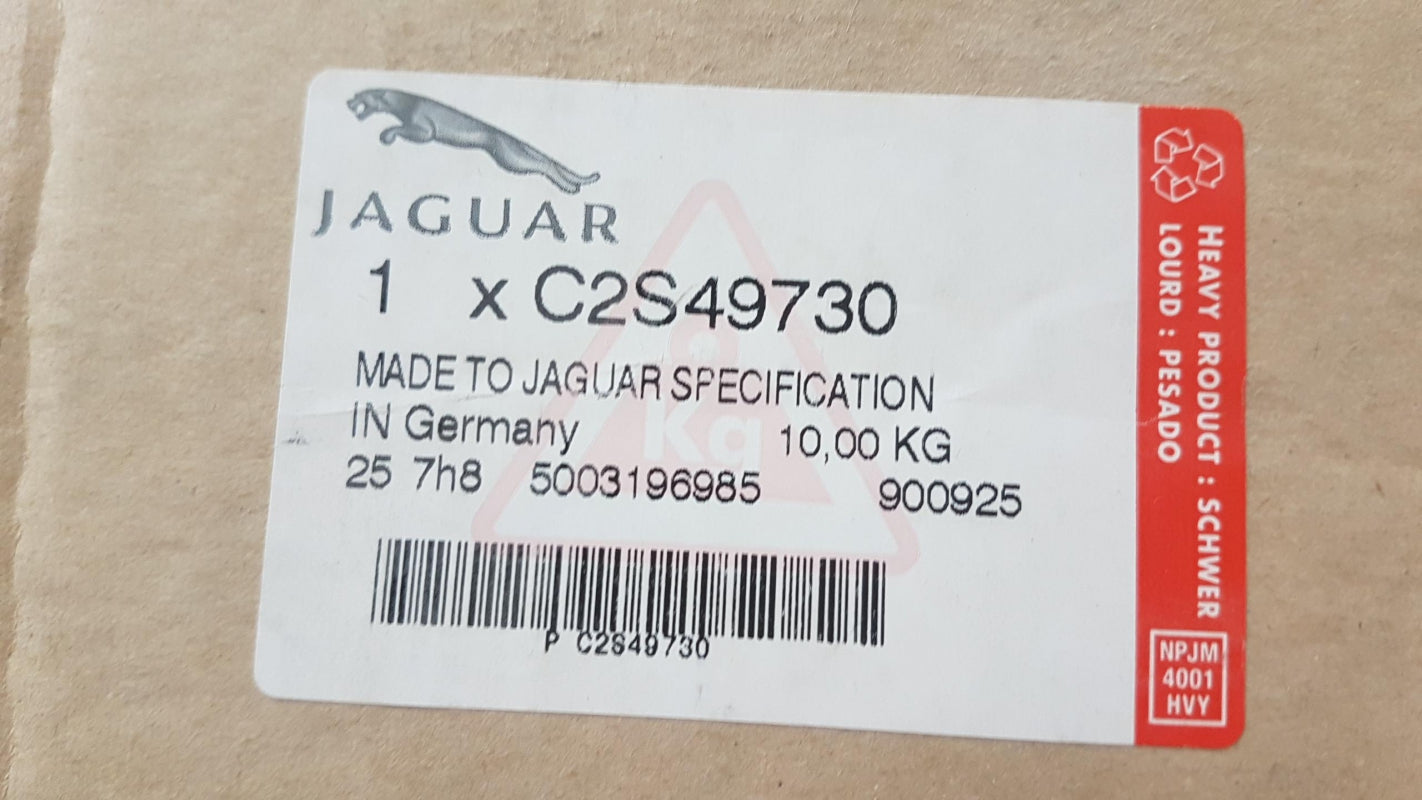 JAGUAR
1 x C2S49730
MADE TO JAGUAR SPECIFICATION
IN Germany 10,00 KG
25 7h8 5003196985 900925
P C2S49730
Kg
HEAVY PRODUCT : SCHWER
LOURD : PESADO
NPJM
4001
HVY